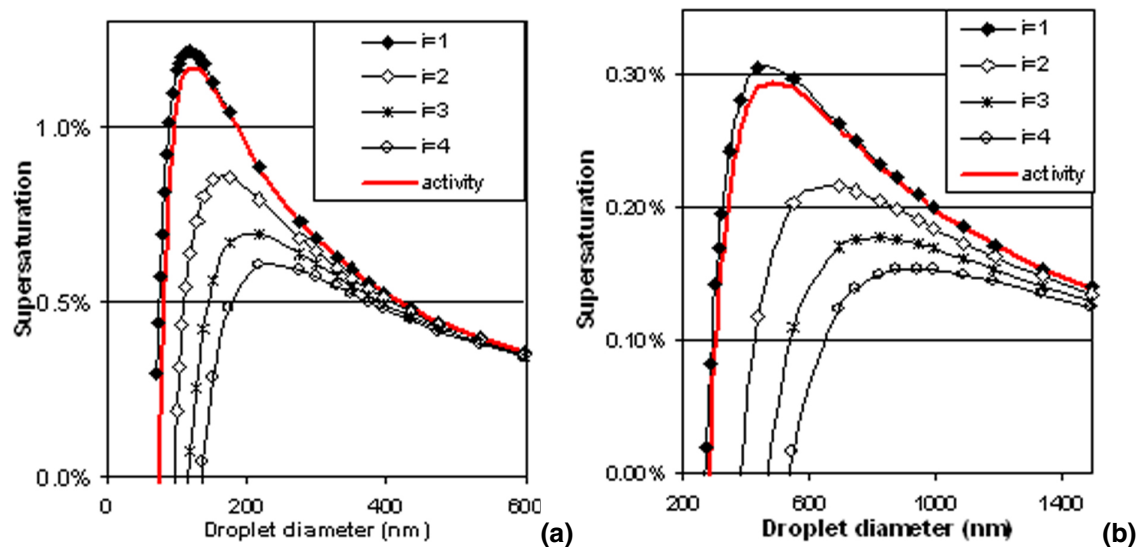 i=1
i=2
i=3
i=4
activity
1.0%
0.5%
0.0%
Supersaturation
0
200
400
600
Droplet diameter (nm)
(a)
i=1
i=2
i=3
i=4
activity
0.30%
0.20%
0.10%
0.00%
Supersaturation
200
600
1000
1400
Droplet diameter (nm)
(b)